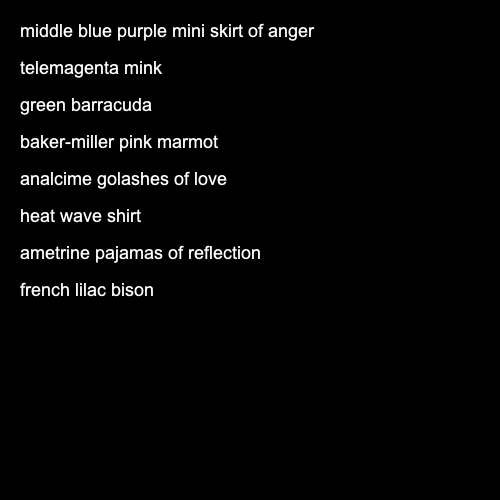 middle blue purple mini skirt of anger
telemagenta mink
green barracuda
baker-miller pink marmot
analcime golashes of love
heat wave shirt
ametrine pajamas of reflection
french lilac bison